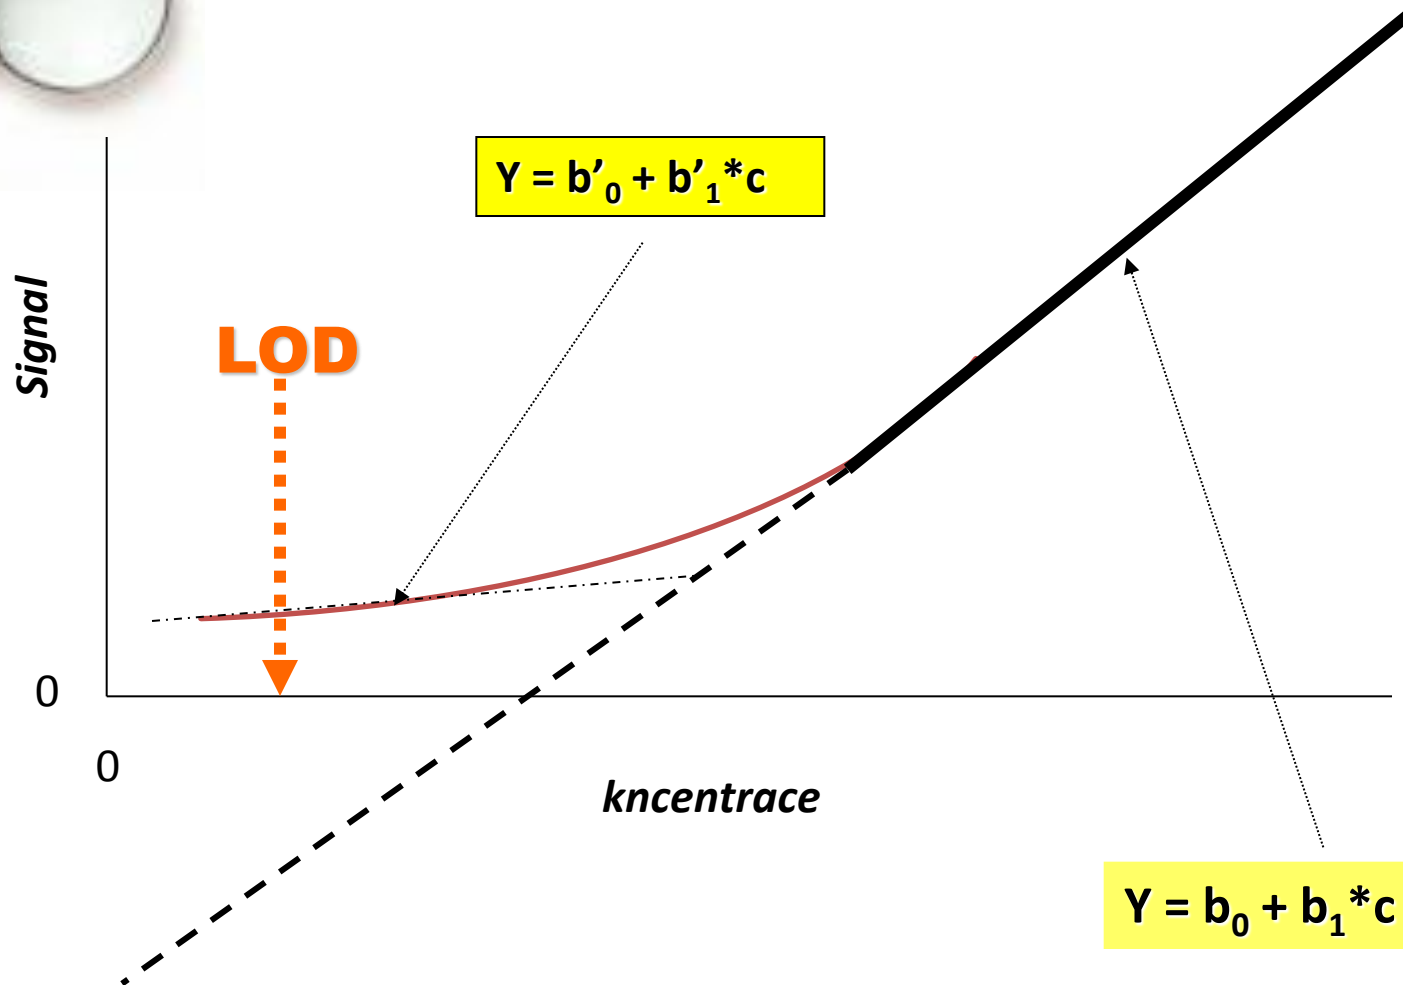 Y = b’₀ + b’₁*c
Signal
LOD
0
0
kncentrace
Y = b₀ + b₁*c